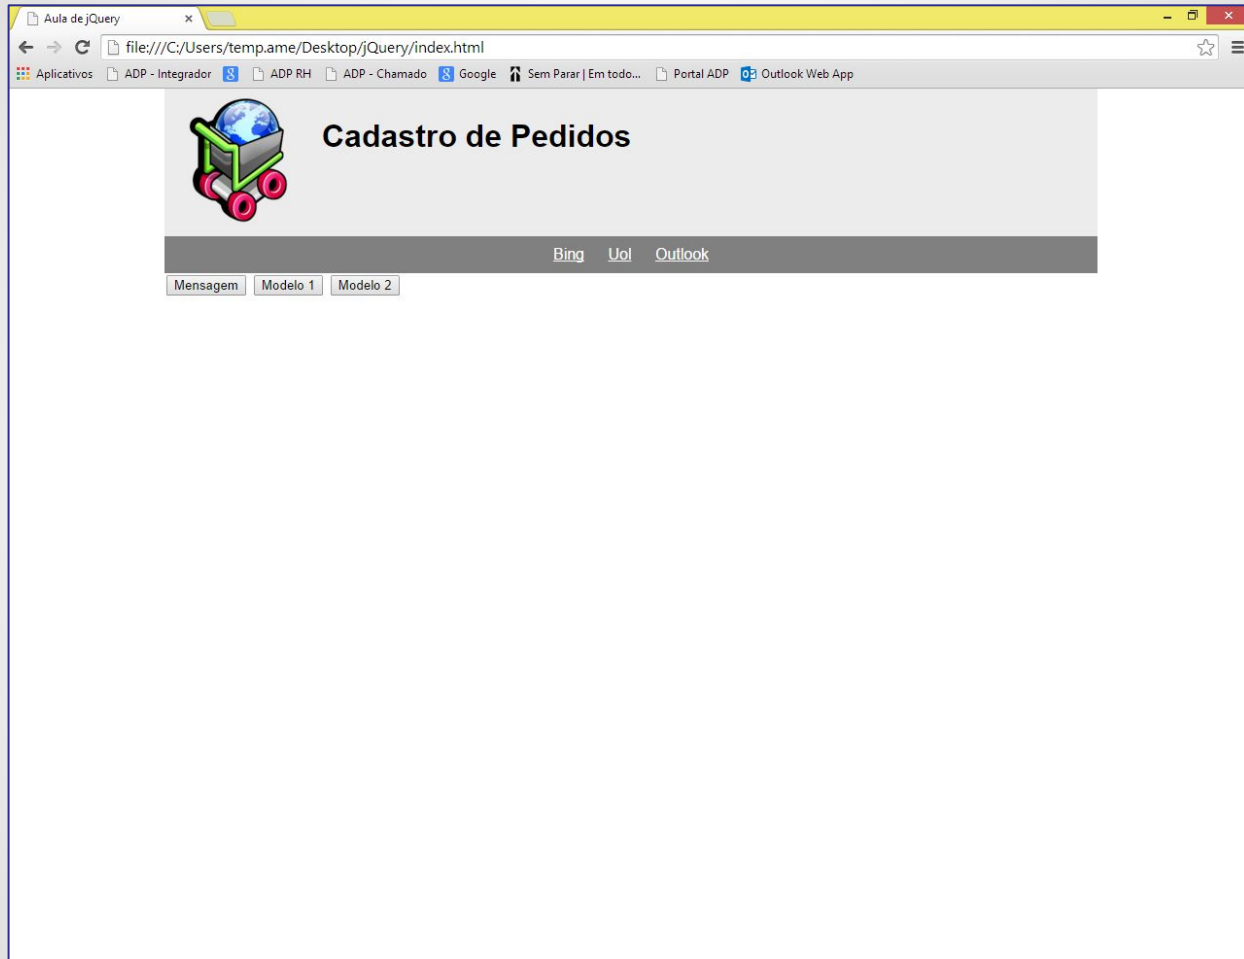 Aula de jQuery
file:///C:/Users/temp.ame/Desktop/jQuery/index.html
Aplicativos ADP - Integrador 8 ADP RH ADP - Chamado 8 Google Sem Parar | Em todo... Portal ADP Outlook Web App
Cadastro de Pedidos
Bing Uol Outlook
Mensagem Modelo 1 Modelo 2